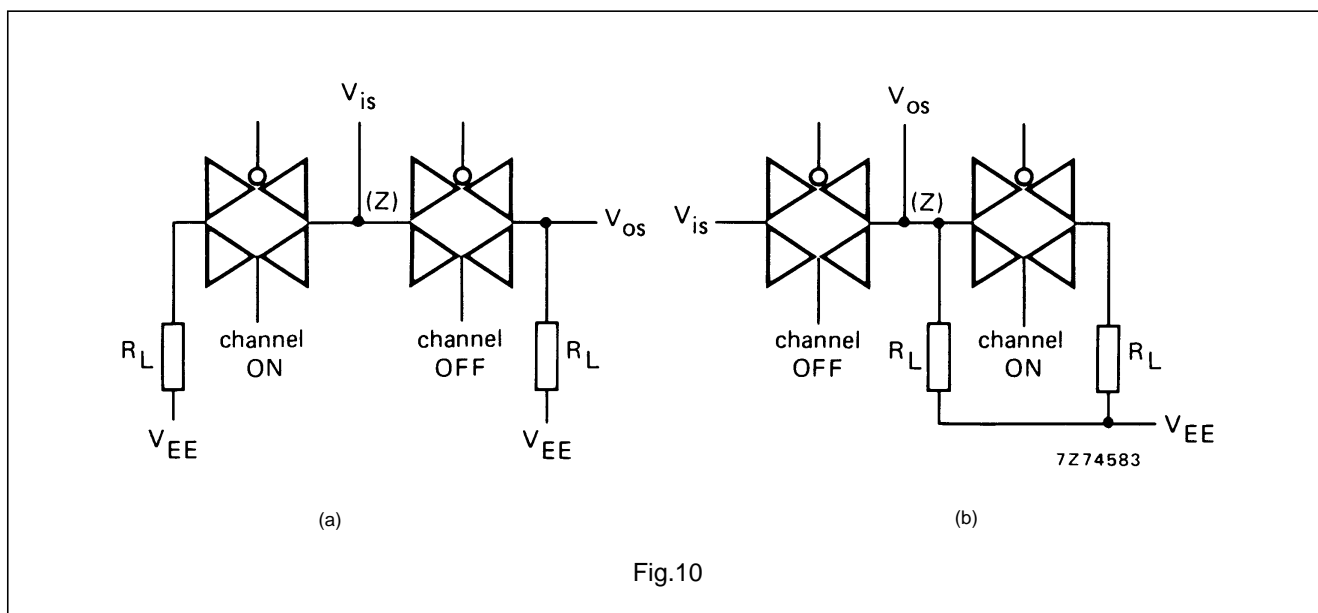 V_is
(Z)
V_os
R_L
channel
ON
channel
OFF
R_L
V_EE
V_EE
(a)
V_os
V_is
(Z)
channel
OFF
R_L
channel
ON
R_L
V_EE
7Z74583
(b)
Fig.10